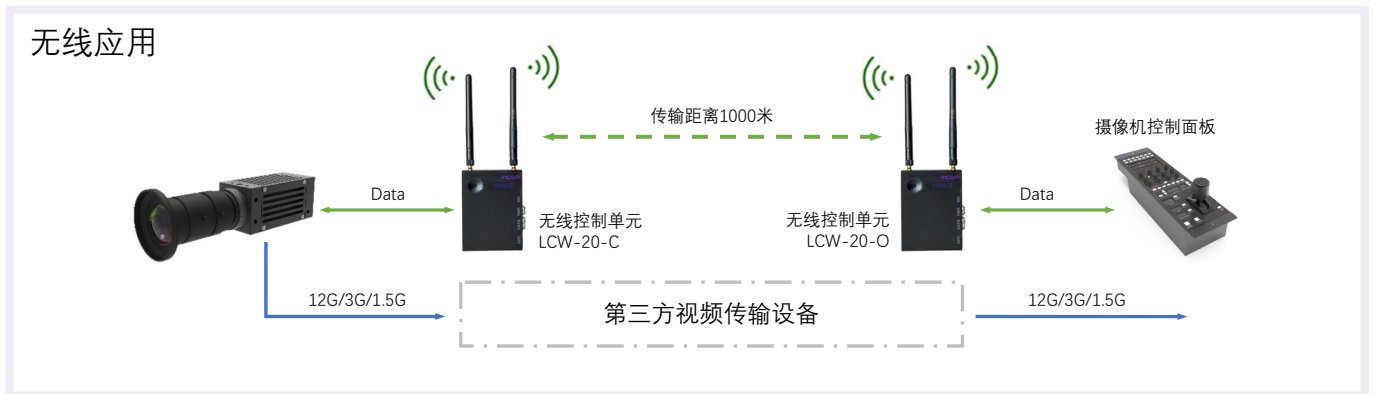 无线应用
传输距离1000米
摄像机控制面板
Data
Data
无线控制单元
LCW-20-C
无线控制单元
LCW-20-O
12G/3G/1.5G
第三方视频传输设备
12G/3G/1.5G